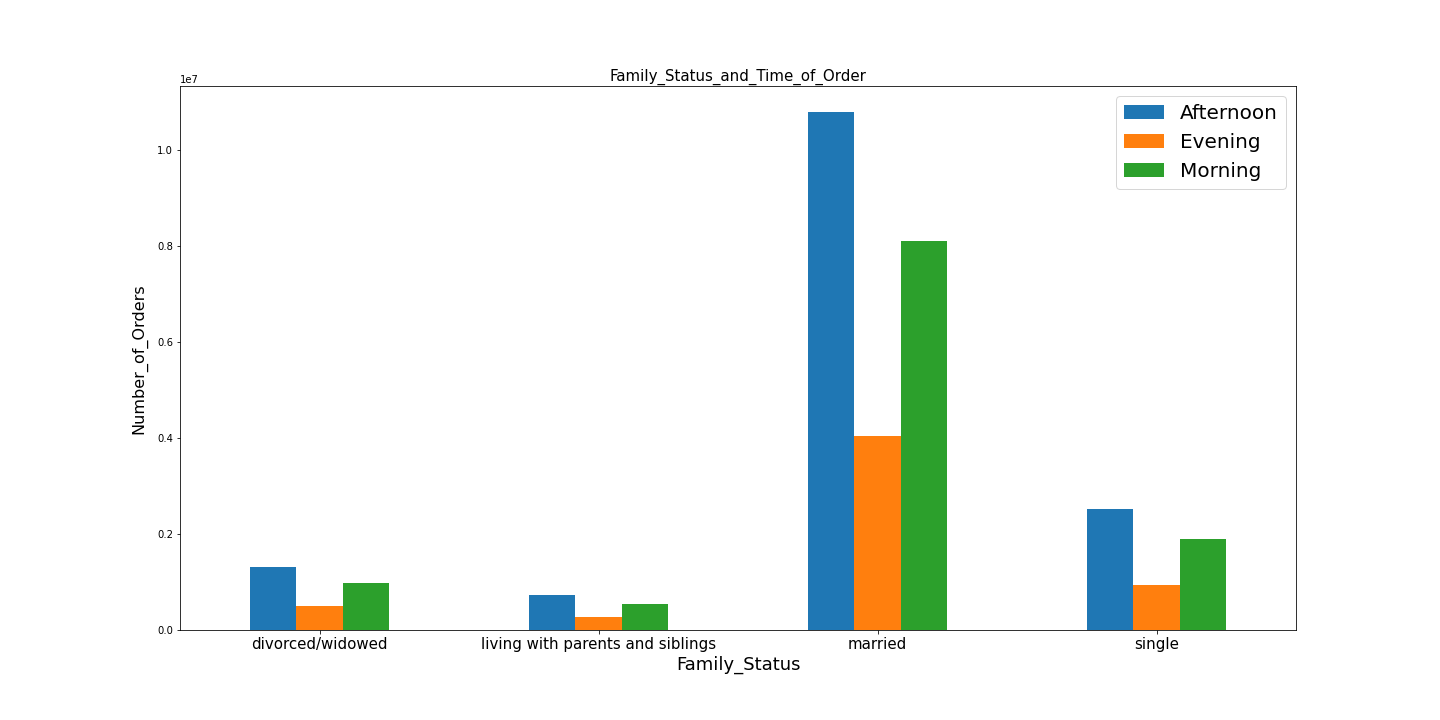 Family_Status_and_Time_of_Order
1e7
Afternoon
Evening
Morning
1.0
0.8
0.6
0.4
0.2
0.0
Number_of_Orders
divorced/widowed
living with parents and siblings
married
single
Family_Status